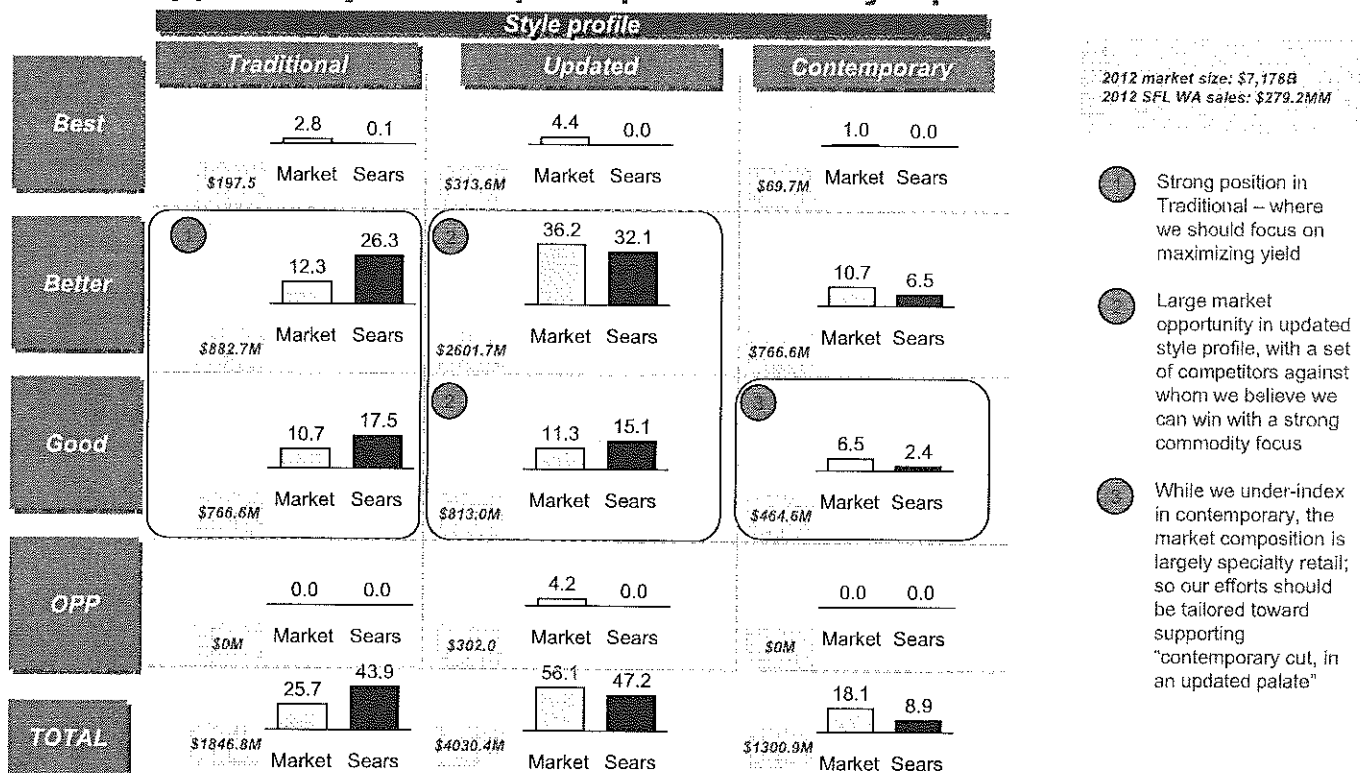 Style profile
Traditional Updated Contemporary
2012 market size: $7,178B
2012 SFL WA sales: $279.2MM
Best
2.8 0.1
Market Sears
$197.5
4.4 0.0
Market Sears
$313.6M
1.0 0.0
Market Sears
$69.7M
Better
1
12.3 26.3
Market Sears
$882.7M
2
36.2 32.1
Market Sears
$2601.7M
10.7 6.5
Market Sears
$766.6M
Good
10.7 17.5
Market Sears
$766.6M
2
11.3 15.1
Market Sears
$813.0M
3
6.5 2.4
Market Sears
$464.6M
OPP
0.0 0.0
Market Sears
$0M
4.2 0.0
Market Sears
$302.0
0.0 0.0
Market Sears
$0M
TOTAL
25.7 43.9
Market Sears
$1846.8M
56.1 47.2
Market Sears
$4030.4M
18.1 8.9
Market Sears
$1300.9M
1
Strong position in
Traditional – where
we should focus on
maximizing yield
2
Large market
opportunity in updated
style profile, with a set
of competitors against
whom we believe we
can win with a strong
commodity focus
3
While we under-index
in contemporary, the
market composition is
largely specialty retail;
so our efforts should
be tailored toward
supporting
"contemporary cut, in
an updated palate"